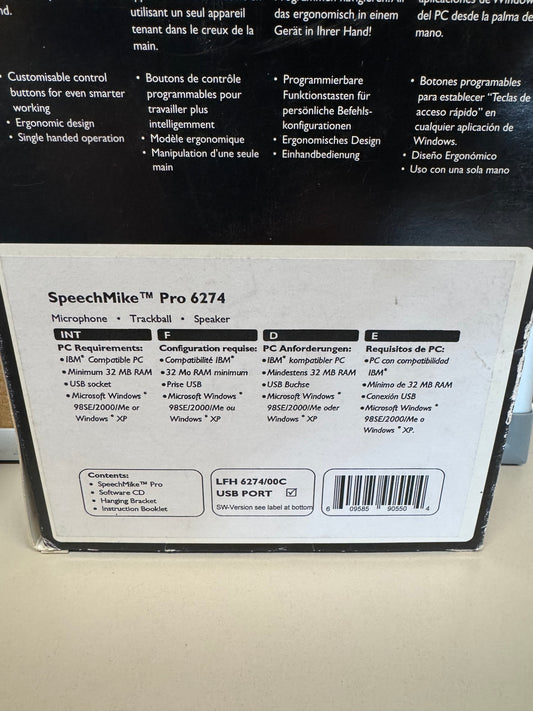 nd.
utilisant un seul appareil
tenant dans le creux de la
main.
das ergonomisch in einem
Gerät in Ihrer Hand!
aplicaciones de Windows
del PC desde la palma de
mano.
• Customisable control
buttons for even smarter
working
• Ergonomic design
• Single handed operation
• Boutons de contrôle
programmables pour
travailler plus
intelligemment
• Modèle ergonomique
• Manipulation d'une seule
main
• Programmierbare
Funktionstasten für
persönliche Befehls-
konfigurationen
• Ergonomisches Design
• Einhandbedienung
• Botones programables
para establecer "Teclas de
acceso rápido" en
cualquier aplicación de
Windows.
• Diseño Ergonómico
• Uso con una sola mano
SpeechMike™ Pro 6274
Microphone • Trackball • Speaker
INT
PC Requirements:
• IBM* Compatible PC
• Minimum 32 MB RAM
• USB socket
• Microsoft Windows *
98SE/2000/Me or
Windows * XP
F
Configuration requise:
• Compatibilité IBM*
• 32 Mo RAM minimum
• Prise USB
• Microsoft Windows *
98SE/2000/Me ou
Windows * XP
D
PC Anforderungen:
• IBM* kompatibler PC
• Mindestens 32 MB RAM
• USB Buchse
• Microsoft Windows *
98SE/2000/Me oder
Windows * XP
E
Requisitos de PC:
• PC con compatibilidad
IBM*
• Mínimo de 32 MB RAM
• Conexión USB
• Microsoft Windows *
98SE/2000/Me o
Windows * XP.
Contents:
• SpeechMike™ Pro
• Software CD
• Hanging Bracket
• Instruction Booklet
LFH 6274/00C
USB PORT ☑
SW-Version see label at bottom
6 09585 90550 4